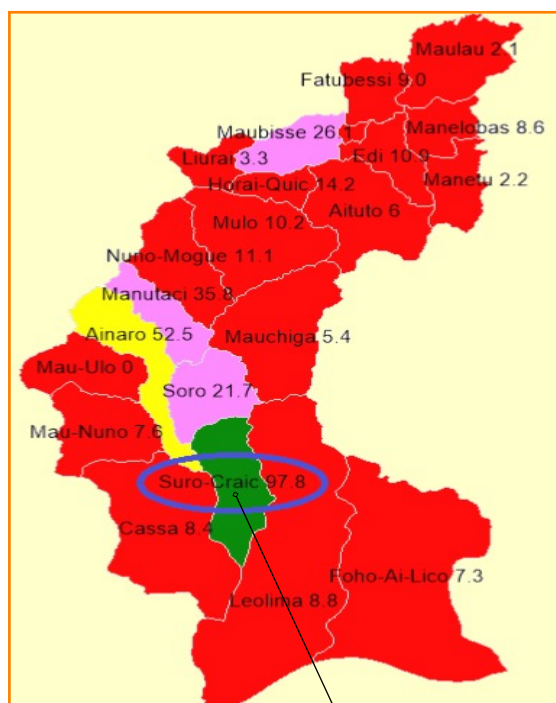 Maulau 2.1
Fatubessi 9.0
Maubisse 26.1
Manelobas 8.6
Liurai 3.3
Edi 10.9
Horai-Quic 14.2
Manetu 2.2
Mulo 10.2
Aituto 6
Nuno-Mogue 11.1
Manutaci 35.8
Ainaro 52.5
Mauchiga 5.4
Mau-Ulo 0
Soro 21.7
Mau-Nuno 7.6
Suro-Craic 97.8
Cassa 8.4
Foho-Ai-Lico 7.3
Leolima 8.8